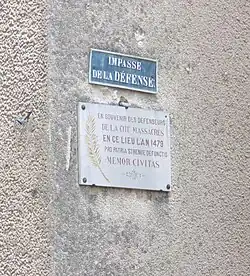 IMPASSE
DE LA DÉFENSE
EN SOUVENIR DES DÉFENSEURS
DE LA CITÉ MASSACRÉS
EN CE LIEU L'AN 1479
PRO PATRIA STRENUE DEFUNCTIS
MEMOR CIVITAS